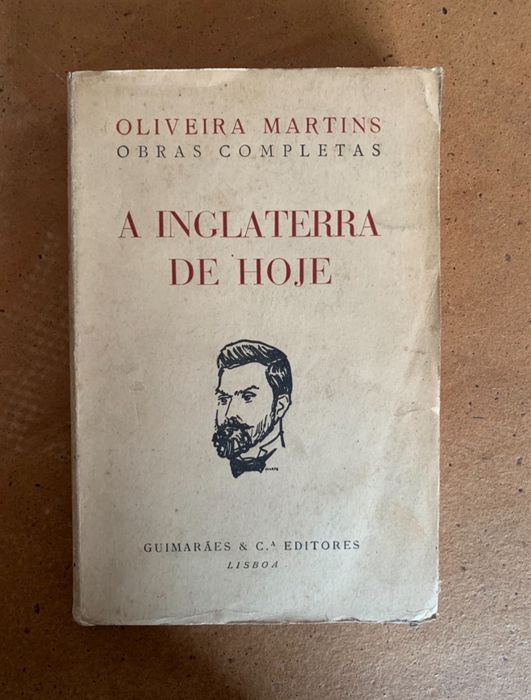 OLIVEIRA MARTINS
OBRAS COMPLETAS
A INGLATERRA
DE HOJE
GUIMARÃES & C.ᴬ EDITORES
LISBOA